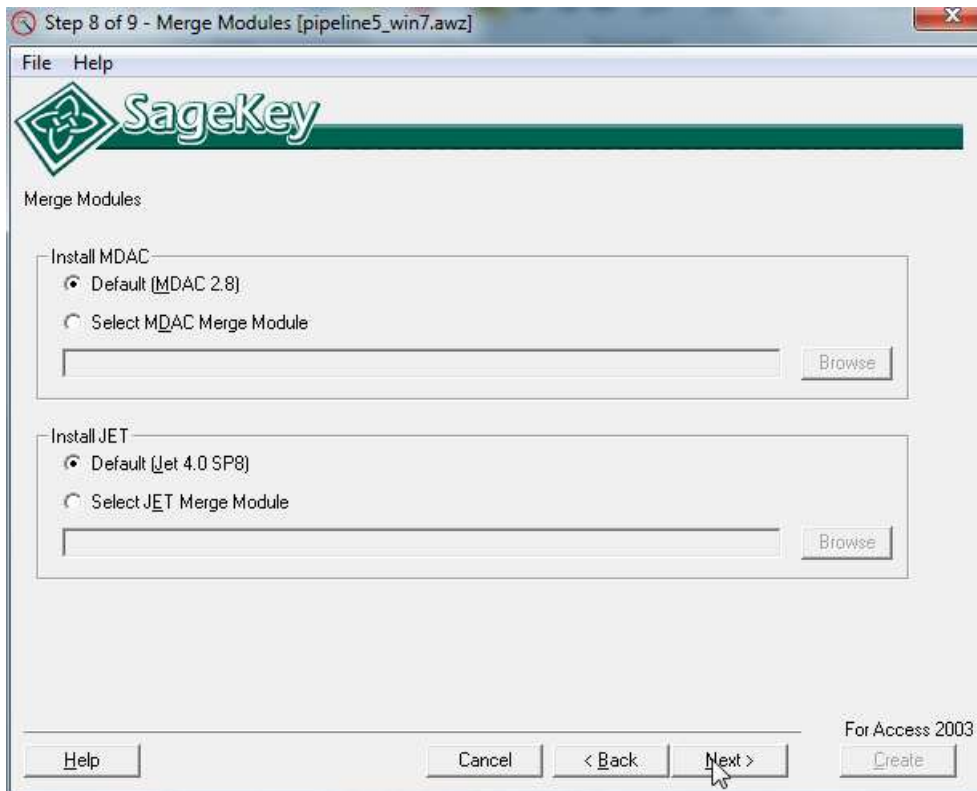 Step 8 of 9 - Merge Modules [pipeline5_win7.awz]
File Help
SageKey
Merge Modules
Install MDAC
Default (MDAC 2.8)
Select MDAC Merge Module
Browse
Install JET
Default (Jet 4.0 SP8)
Select JET Merge Module
Browse
For Access 2003
Help Cancel < Back Next > Create